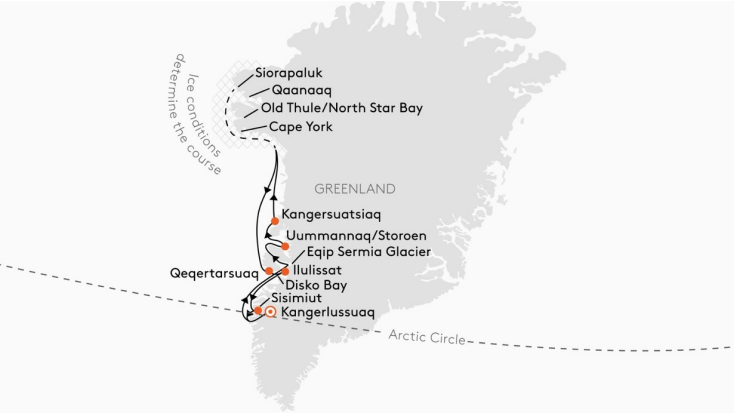 Siorapaluk
Qaanaaq
Old Thule/North Star Bay
Cape York
Ice conditions
determine the course
GREENLAND
Kangersuatsiaq
Uummannaq/Storoen
Eqip Sermia Glacier
Qeqertarsuaq
Ilulissat
Disko Bay
Sisimiut
Kangerlussuaq
Arctic Circle